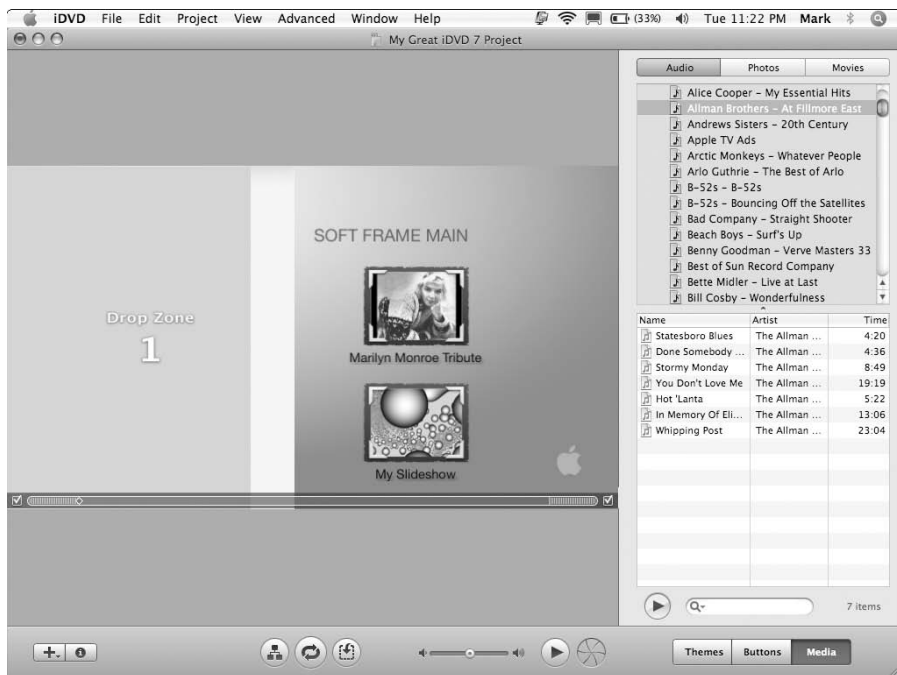 iDVD File Edit Project View Advanced Window Help (33%) Tue 11:22 PM Mark
My Great iDVD 7 Project
Audio Photos Movies
Alice Cooper – My Essential Hits
Allman Brothers – At Fillmore East
Andrews Sisters – 20th Century
Apple TV Ads
Arctic Monkeys – Whatever People
Arlo Guthrie – The Best of Arlo
B–52s – B–52s
B–52s – Bouncing Off the Satellites
Bad Company – Straight Shooter
Beach Boys – Surf's Up
Benny Goodman – Verve Masters 33
Best of Sun Record Company
Bette Midler – Live at Last
Bill Cosby – Wonderfulness
SOFT FRAME MAIN
Drop Zone
1
Marilyn Monroe Tribute
My Slideshow
Name Artist Time
Statesboro Blues The Allman ... 4:20
Done Somebody ... The Allman ... 4:36
Stormy Monday The Allman ... 8:49
You Don't Love Me The Allman ... 19:19
Hot 'Lanta The Allman ... 5:22
In Memory Of Eli... The Allman ... 13:06
Whipping Post The Allman ... 23:04
7 items
Themes Buttons Media